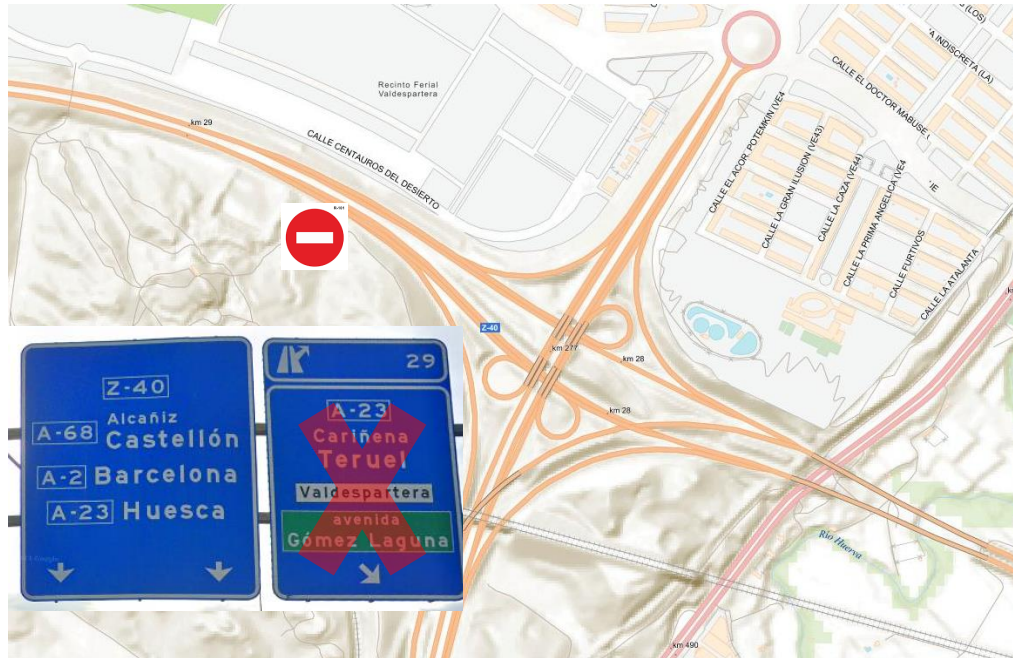 Recinto Ferial
Valdespartera
km 29
CALLE CENTAUROS DEL DESIERTO
CALLE EL ACOR. POTEMKIN (VE4
CALLE LA GRAN ILUSION (VE43)
CALLE LA CAZA (VE44)
CALLE LA PRIMA ANGELICA (VE4
CALLE FURTIVOS
CALLE LA ATALANTA
CALLE EL DOCTOR MABUSE (
A INDISCRETA (LA)
(LOS)
IE
Z-40
km 277
km 28
km 28
Río Huerva
km 490
Z-40
Alcañiz
A-68 Castellón
A-2 Barcelona
A-23 Huesca
29
A-23
Cariñena
Teruel
Valdespartera
avenida
Gómez Laguna